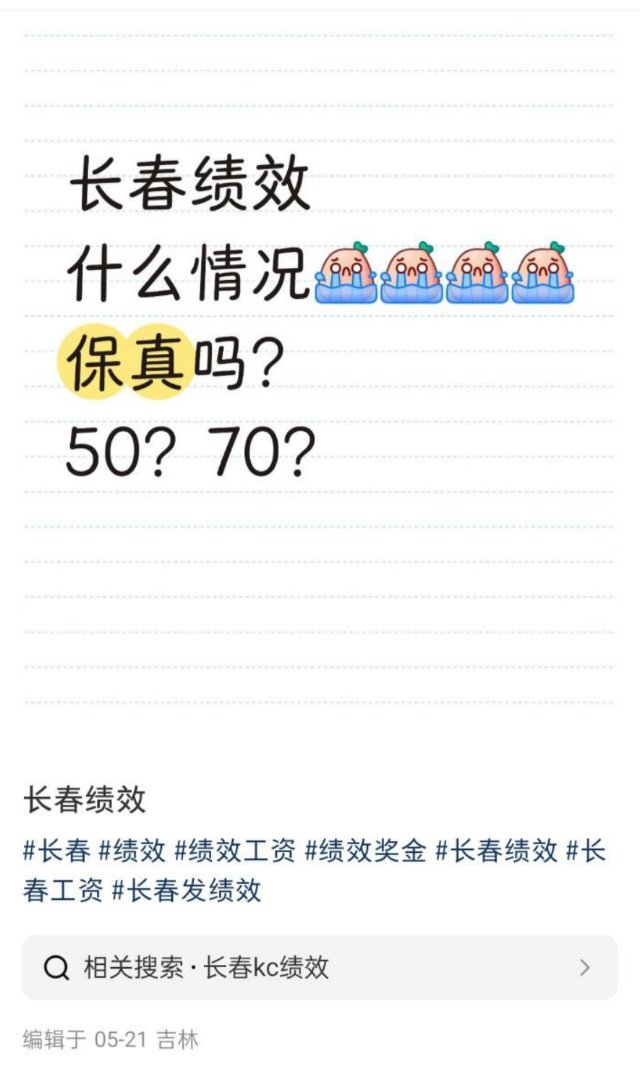 长春绩效
什么情况
保真吗？
50？70？
长春绩效
#长春 #绩效 #绩效工资 #绩效奖金 #长春绩效 #长
春工资 #长春发绩效
相关搜索·长春kc绩效
编辑于 05-21 吉林